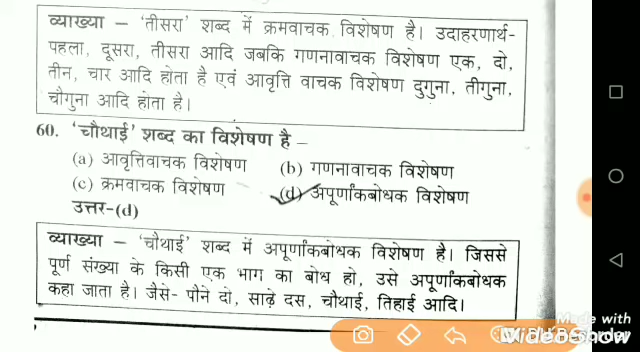 व्याख्या – 'तीसरा' शब्द में क्रमवाचक विशेषण है। उदाहरणार्थ-
पहला, दूसरा, तीसरा आदि जबकि गणनावाचक विशेषण एक, दो,
तीन, चार आदि होता है एवं आवृत्ति वाचक विशेषण दुगुना, तीगुना,
चौगुना आदि होता है।
60. 'चौथाई' शब्द का विशेषण है –
(a) आवृत्तिवाचक विशेषण (b) गणनावाचक विशेषण
(c) क्रमवाचक विशेषण (d) अपूर्णांकबोधक विशेषण
उत्तर-(d)
व्याख्या – 'चौथाई' शब्द में अपूर्णांकबोधक विशेषण है। जिससे
पूर्ण संख्या के किसी एक भाग का बोध हो, उसे अपूर्णांकबोधक
कहा जाता है। जैसे- पौने दो, साढ़े दस, चौथाई, तिहाई आदि।
Made with